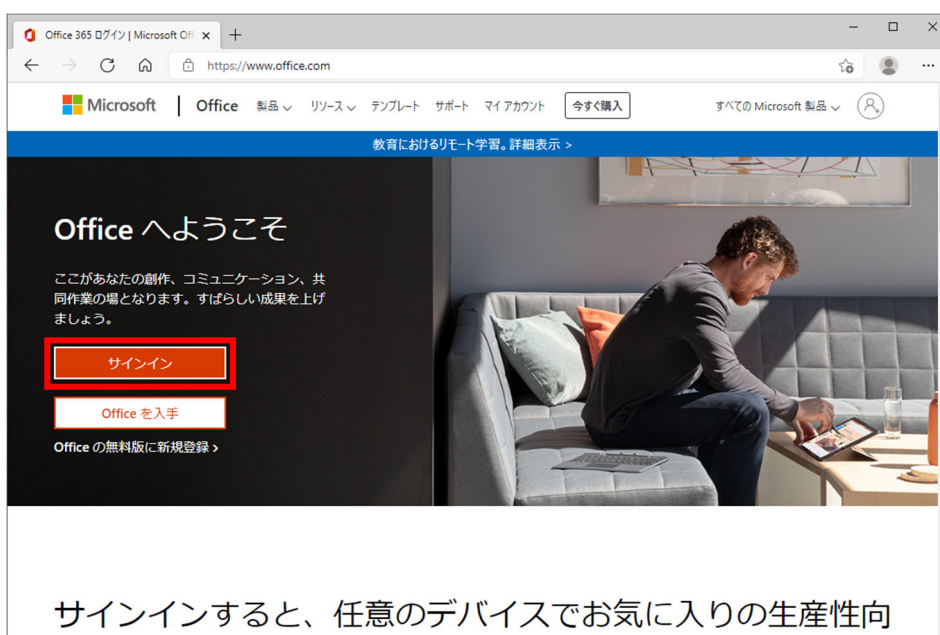 Office 365 ログイン | Microsoft Off
https://www.office.com
Microsoft | Office 製品 リソース テンプレート サポート マイ アカウント 今すぐ購入 すべての Microsoft 製品
教育におけるリモート学習。詳細表示 >
Office へようこそ
ここがあなたの創作、コミュニケーション、共
同作業の場となります。すばらしい成果を上げ
ましょう。
サインイン
Office を入手
Office の無料版に新規登録 >
サインインすると、任意のデバイスでお気に入りの生産性向